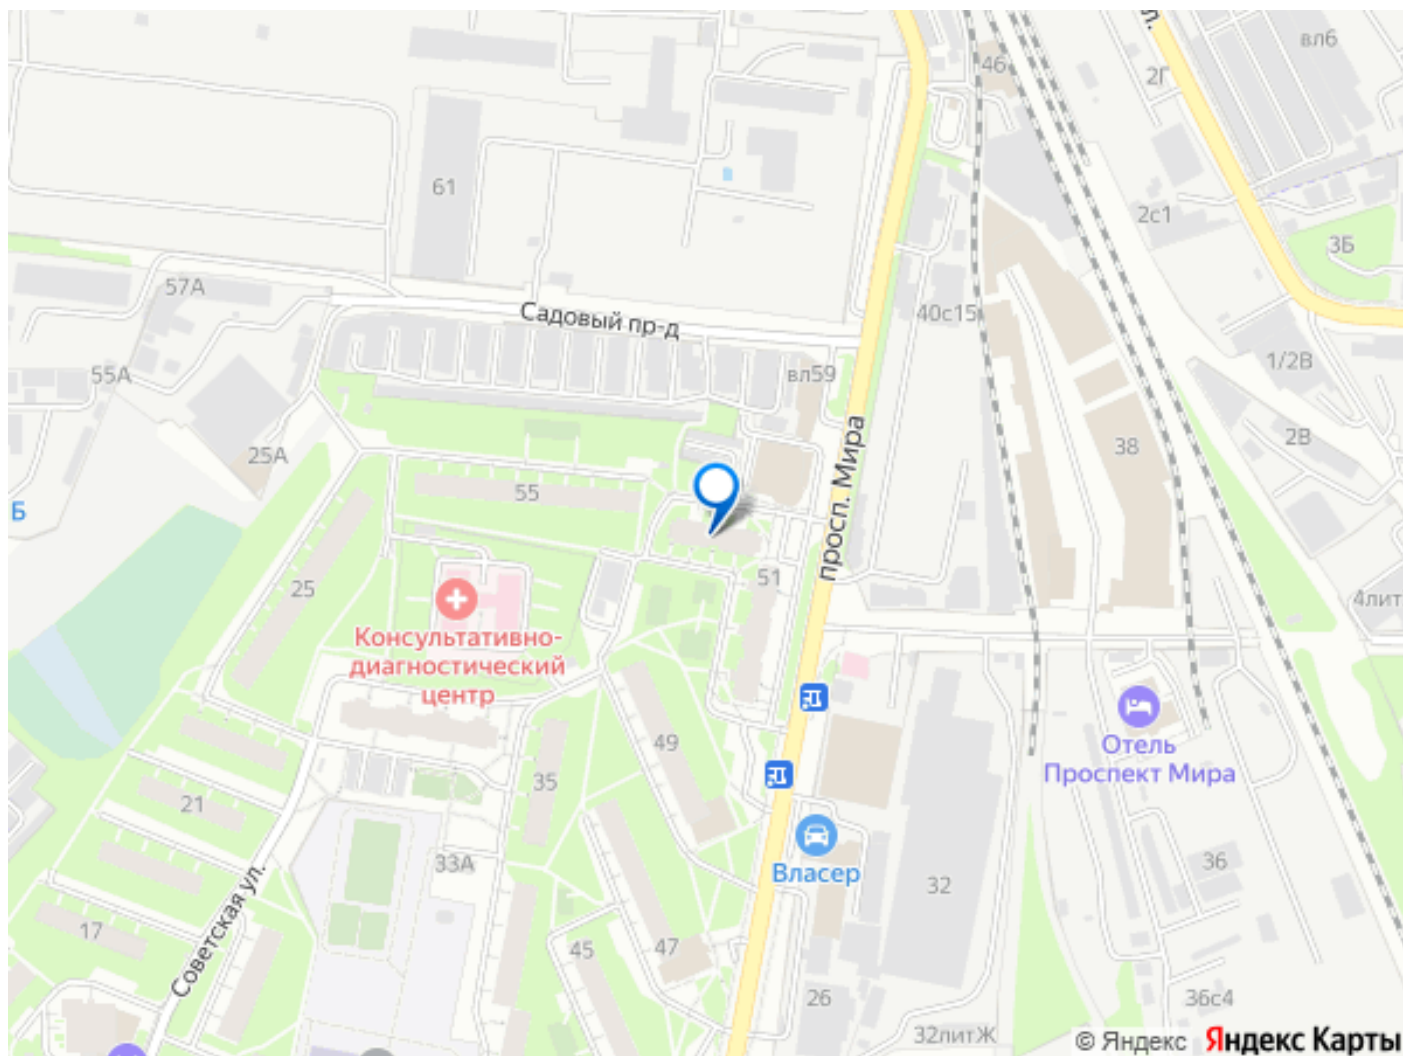 л.
вл6
46
2Г
61
2с1
3Б
57А
Садовый пр-д
40с15
1/2В
55А
вл59
просп. Мира
2В
25А
38
55
Б
51
25
4лит
Консультативно-
диагностический
центр
49
Отель
Проспект Мира
35
21
33А
Власер
36
32
17
Советская ул.
45
47
26
36с4
32литЖ
© Яндекс Яндекс Карты